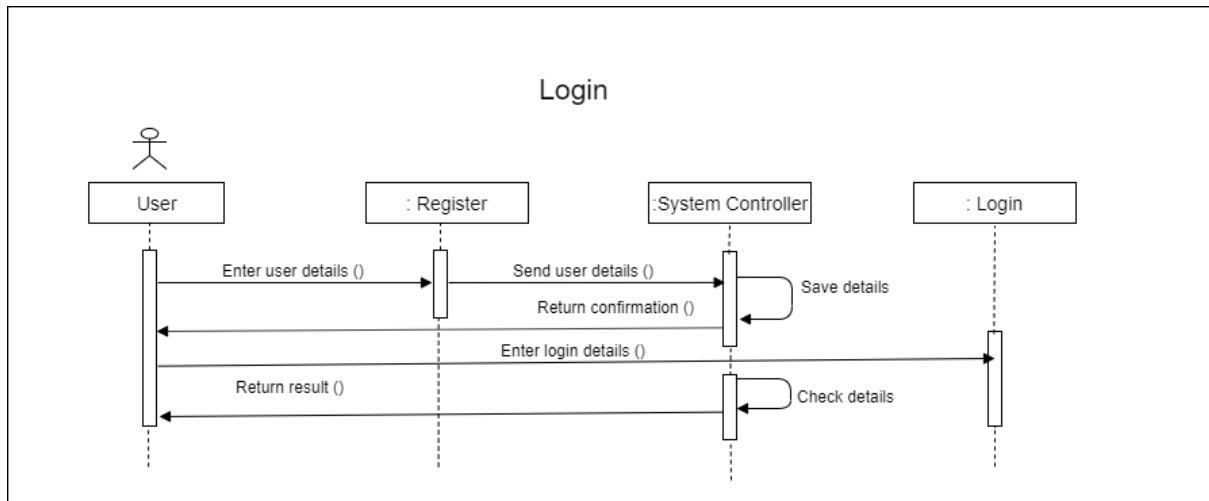 Login
User
: Register
:System Controller
: Login
Enter user details ()
Send user details ()
Save details
Return confirmation ()
Enter login details ()
Return result ()
Check details